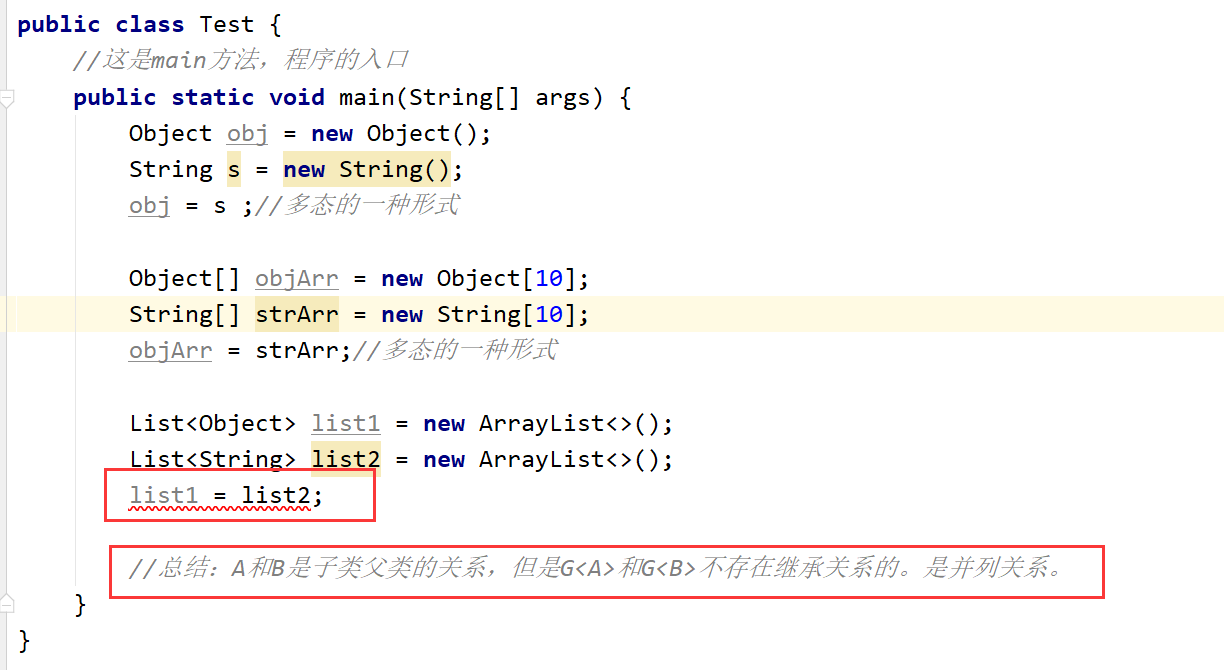 public class Test {
//这是main方法，程序的入口
public static void main(String[] args) {
Object obj = new Object();
String s = new String();
obj = s ;//多态的一种形式
Object[] objArr = new Object[10];
String[] strArr = new String[10];
objArr = strArr;//多态的一种形式
List<Object> list1 = new ArrayList<>();
List<String> list2 = new ArrayList<>();
list1 = list2;
//总结：A和B是子类父类的关系，但是G<A>和G<B>不存在继承关系的。是并列关系。
}
}